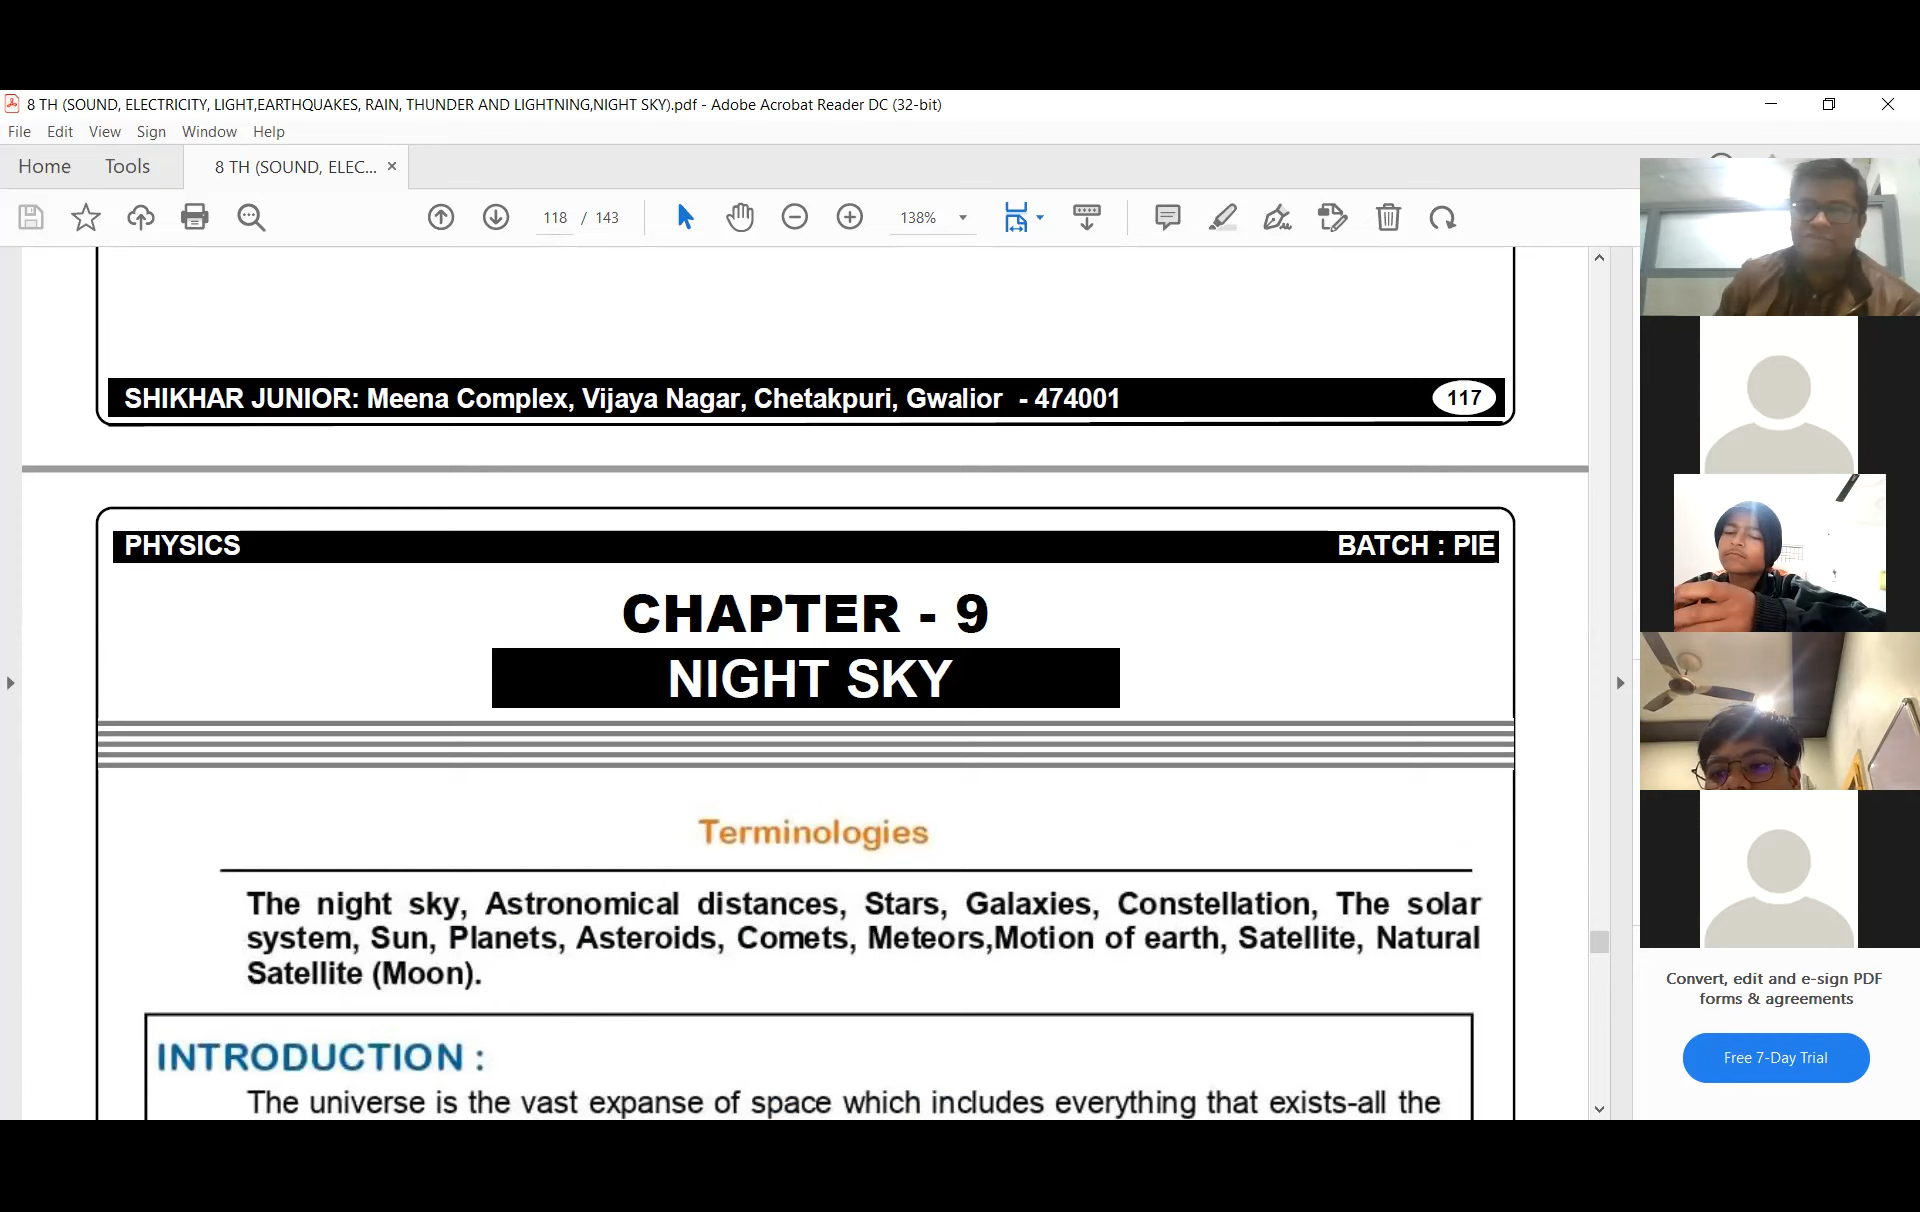 8 TH (SOUND, ELECTRICITY, LIGHT,EARTHQUAKES, RAIN, THUNDER AND LIGHTNING,NIGHT SKY).pdf - Adobe Acrobat Reader DC (32-bit)
File Edit View Sign Window Help
Home Tools 8 TH (SOUND, ELEC... ×
118 / 143 138%
SHIKHAR JUNIOR: Meena Complex, Vijaya Nagar, Chetakpuri, Gwalior - 474001 117
PHYSICS BATCH : PIE
CHAPTER - 9
NIGHT SKY
Terminologies
The night sky, Astronomical distances, Stars, Galaxies, Constellation, The solar
system, Sun, Planets, Asteroids, Comets, Meteors,Motion of earth, Satellite, Natural
Satellite (Moon).
INTRODUCTION :
The universe is the vast expanse of space which includes everything that exists-all the
Convert, edit and e-sign PDF
forms & agreements
Free 7-Day Trial